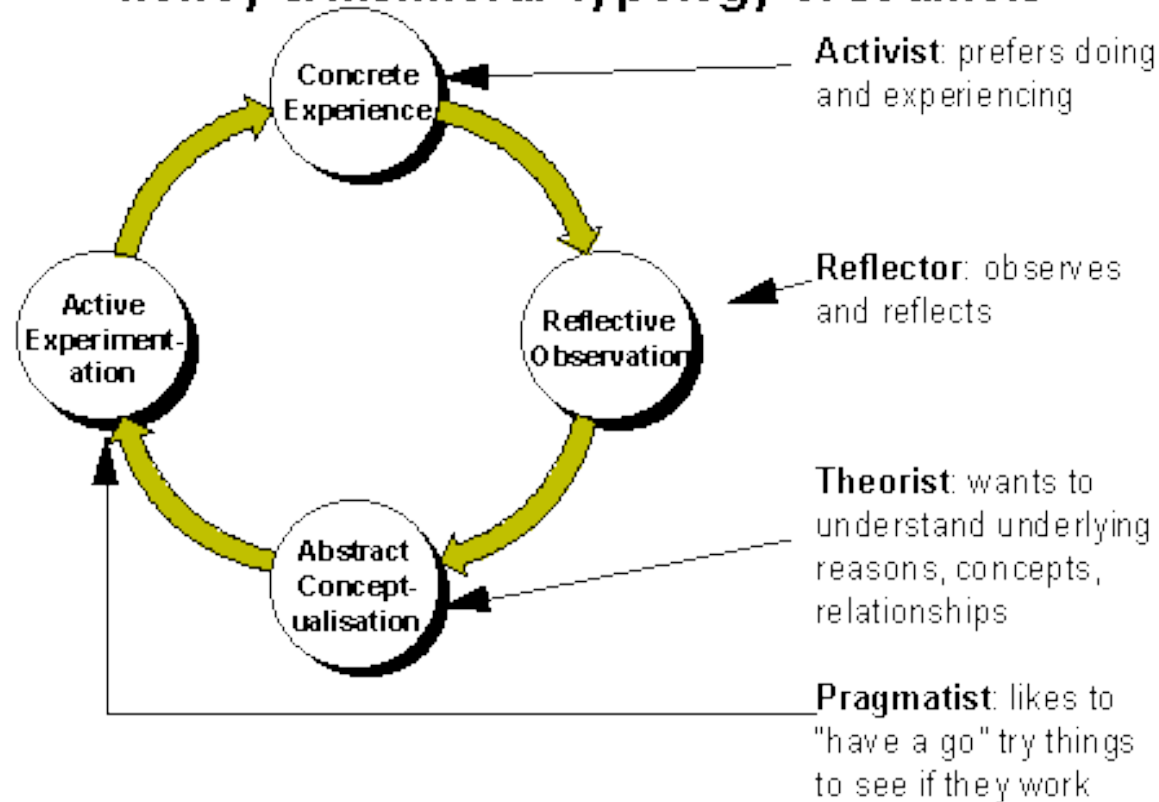 Concrete
Experience
Activist: prefers doing
and experiencing
Reflector: observes
and reflects
Active
Experiment-
ation
Reflective
Observation
Theorist: wants to
understand underlying
reasons, concepts,
relationships
Abstract
Concept-
ualisation
Pragmatist: likes to
"have a go" try things
to see if they work